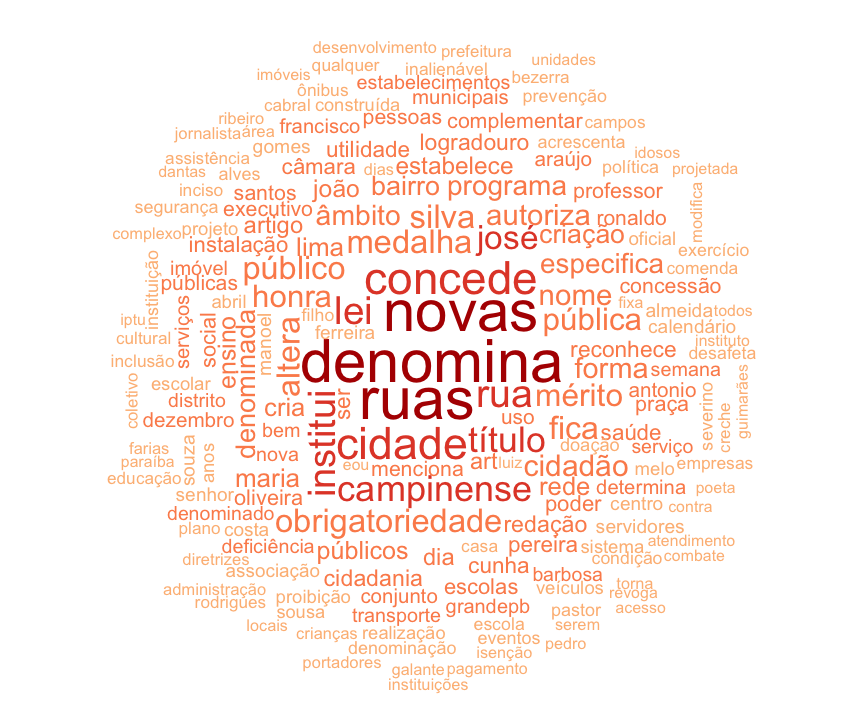 desenvolvimento prefeitura
qualquer inalienável unidades
imóveis estabelecimentos bezerra
ônibus municipais prevenção
cabral construída pessoas complementar campos
ribeiro francisco logradouro acrescenta
jornalista área gomes utilidade araújo idosos
assistência câmara dias estabelece política projetada
dantas alves joão bairro programa professor
inciso santos âmbito silva autoriza ronaldo modifica
segurança executivo artigo medalha josé criação oficial
complexo projeto instalação lima especifica exercício
imóvel público concede comenda
instituição públicas honra lei novas nome concessão
abril filho fixa almeida todos
iptu serviços social manoel ferreira pública calendário
cultural ensino denominada altera denomina reconhece instituto
inclusão forma semana desafeta
escolar ruas rua mérito antonio
coletivo distrito cria institui ser uso praça severino creche guimarães
dezembro bem cidade título fica saúde
farias souza anos nova doação serviço
paraíba maria eou menciona art luiz cidadão melo empresas
educação senhor oliveira campinense rede determina poeta
denominado obrigatoriedade redação poder centro contra
plano costa servidores
deficiência públicos dia casa pereira sistema atendimento
diretrizes associação cunha condição combate
administração cidadania escolas barbosa veículos torna
rodrigues proibição conjunto grandepb revoga
sousa transporte pastor acesso
locais crianças realização escola serem
denominação eventos pedro
portadores isenção
galante pagamento
instituições